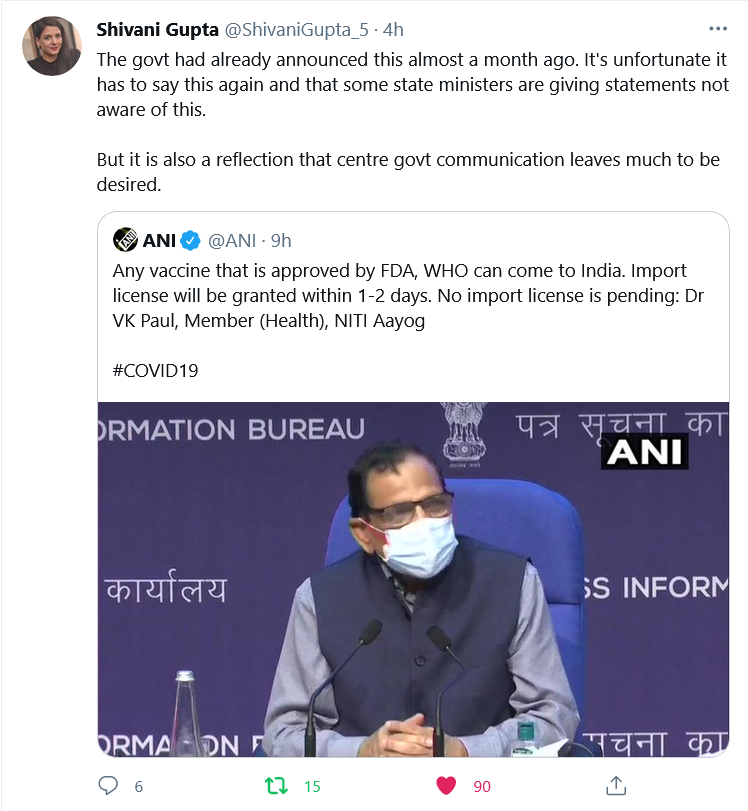 Shivani Gupta @ShivaniGupta_5 · 4h
The govt had already announced this almost a month ago. It's unfortunate it
has to say this again and that some state ministers are giving statements not
aware of this.
But it is also a reflection that centre govt communication leaves much to be
desired.
ANI @ANI · 9h
Any vaccine that is approved by FDA, WHO can come to India. Import
license will be granted within 1-2 days. No import license is pending: Dr
VK Paul, Member (Health), NITI Aayog
#COVID19
ORMATION BUREAU
पत्र सूचना का
ANI
कार्यालय
SS INFORM
ORMA ON
सूचना का
6 15 90